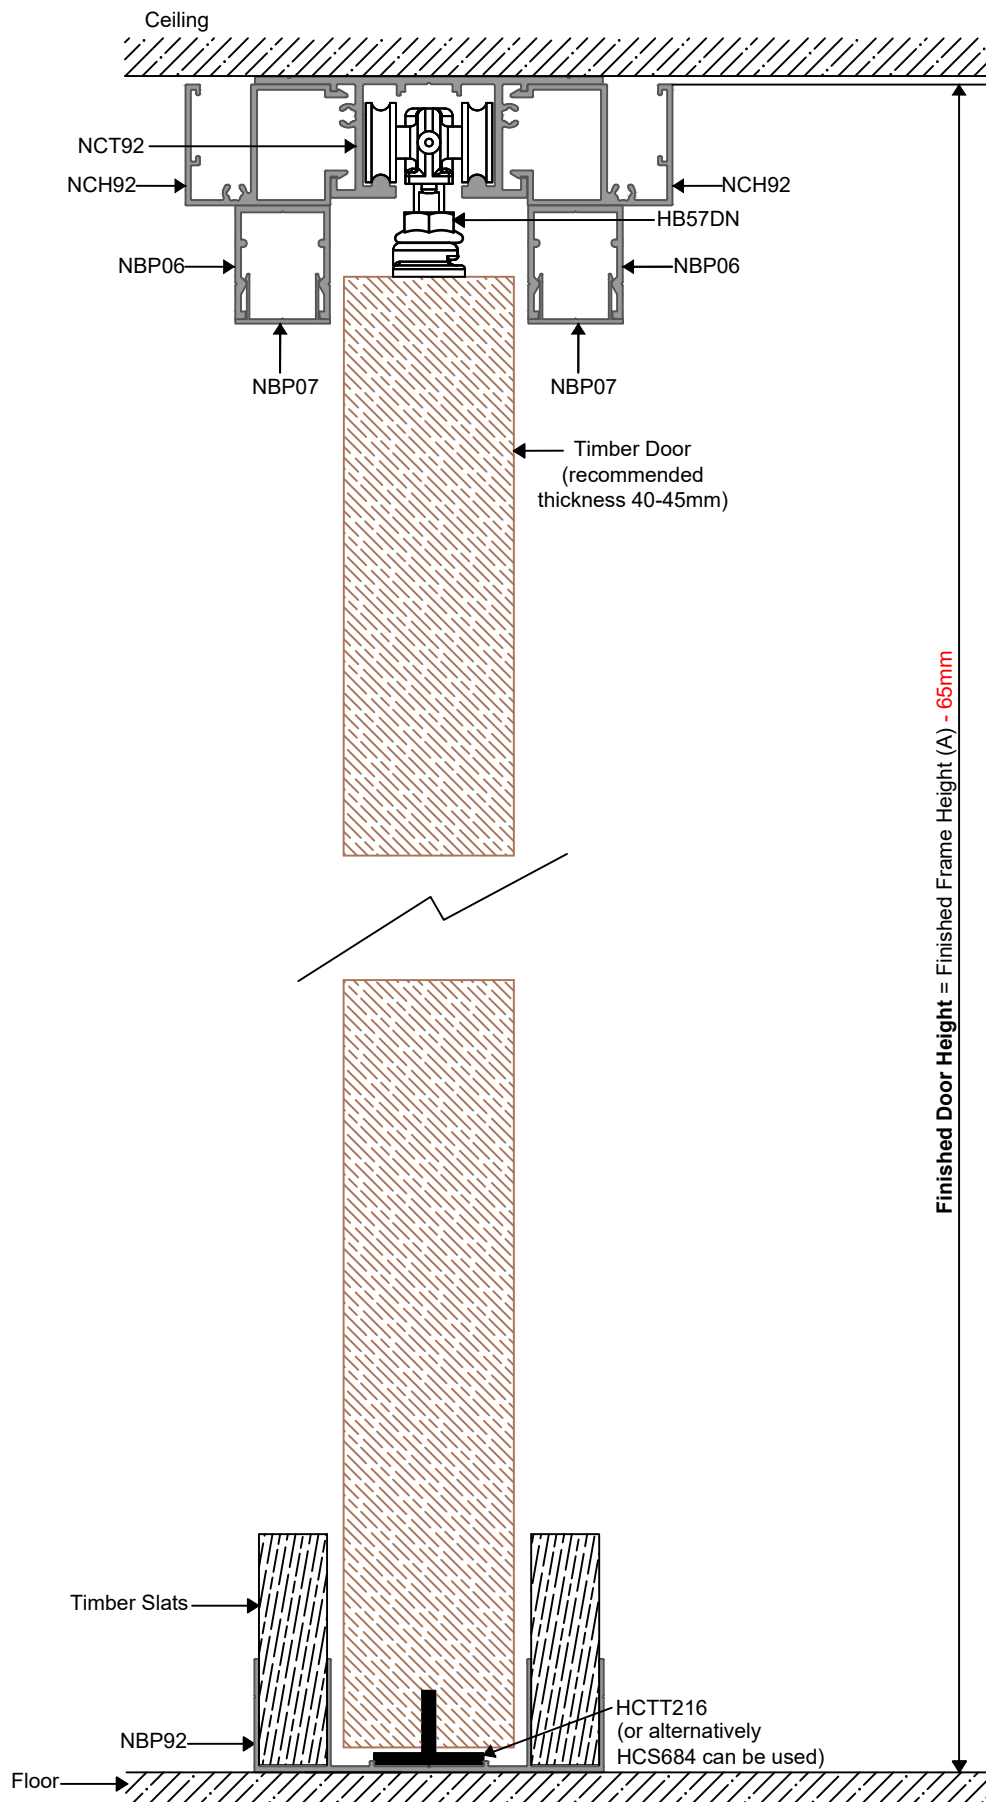 Ceiling
NCT92
NCH92
NCH92
HB57DN
NBP06
NBP06
NBP07
NBP07
Timber Door
(recommended
thickness 40-45mm)
Finished Door Height = Finished Frame Height (A) - 65mm
Timber Slats
HCTT216
(or alternatively
HCS684 can be used)
NBP92
Floor